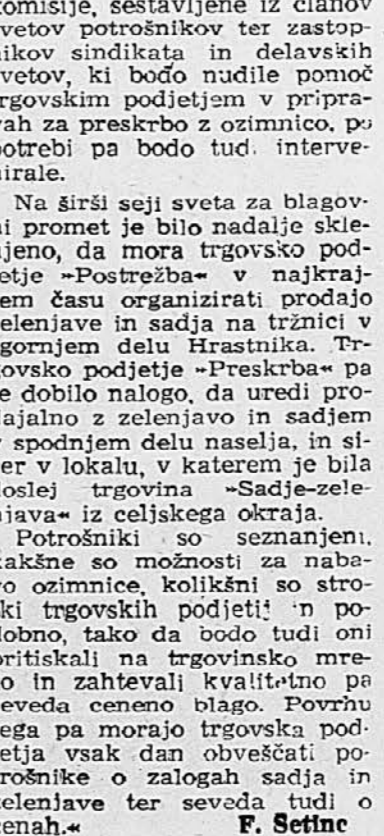 komisije, sestavljene iz članov
svetov potrošnikov ter zastop-
nikov sindikata in delavskih
svetov, ki bodo nudile pomoč
trgovskim podjetjem v pripra-
vah za preskrbo z ozimnico, po
potrebi pa bodo tudi interve-
nirale.
Na širši seji sveta za blagov-
ni promet je bilo nadalje skle-
njeno, da mora trgovsko pod-
jetje »Postrežba« v najkraj-
šem času organizirati prodajo
zelenjave in sadja na tržnici v
zgornjem delu Hrastnika. Tr-
govsko podjetje »Preskrba« pa
je dobilo nalogo, da uredi pro-
dajalno z zelenjavo in sadjem
v spodnjem delu naselja, in si-
cer v lokalu, v katerem je bila
doslej trgovina »Sadje-zele-
njava« iz celjskega okraja.
Potrošniki so seznanjeni,
kakšne so možnosti za naba-
vo ozimnice, kolikšni so stro-
ški trgovskih podjetij in po-
dobno, tako da bodo tudi oni
pritiskali na trgovinsko mre-
žo in zahtevali kvalitetno pa
seveda ceneno blago. Povrhu
tega pa morajo trgovska pod-
jetja vsak dan obveščati po-
trošnike o zalogah sadja in
zelenjave ter seveda tudi o
cenah.« F. Setinc